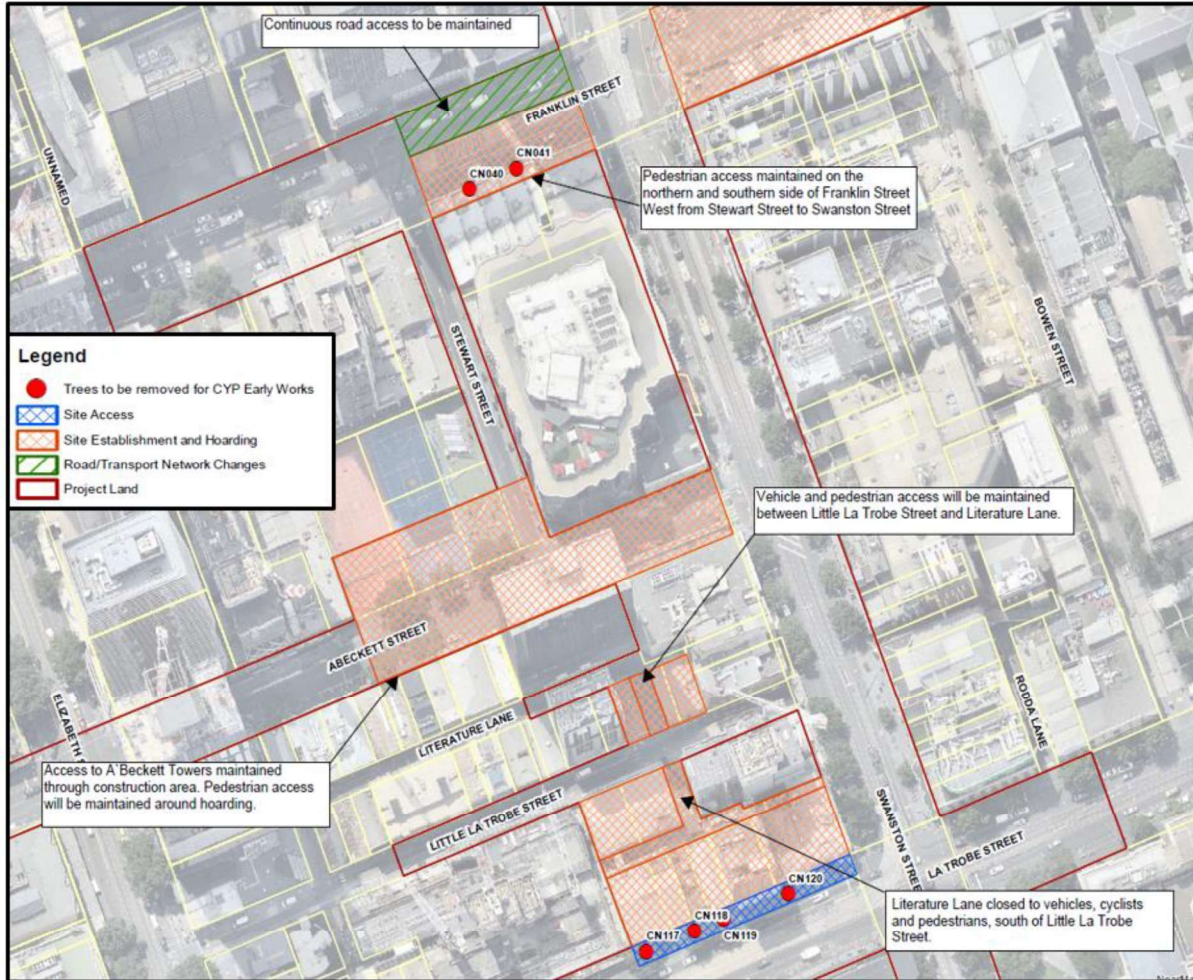 Continuous road access to be maintained
FRANKLIN STREET
UNNAMED
CN041
CN040
Pedestrian access maintained on the
northern and southern side of Franklin Street
West from Stewart Street to Swanston Street
BOWEN STREET
STEWART STREET
Legend
Trees to be removed for CYP Early Works
Site Access
Site Establishment and Hoarding
Road/Transport Network Changes
Project Land
Vehicle and pedestrian access will be maintained
between Little La Trobe Street and Literature Lane.
ABECKETT STREET
RODDA LANE
LITERATURE LANE
ELIZABETH
Access to A`Beckett Towers maintained
through construction area. Pedestrian access
will be maintained around hoarding.
LITTLE LA TROBE STREET
SWANSTON STREET
LA TROBE STREET
CN120
CN118
CN119
CN117
Literature Lane closed to vehicles, cyclists
and pedestrians, south of Little La Trobe
Street.